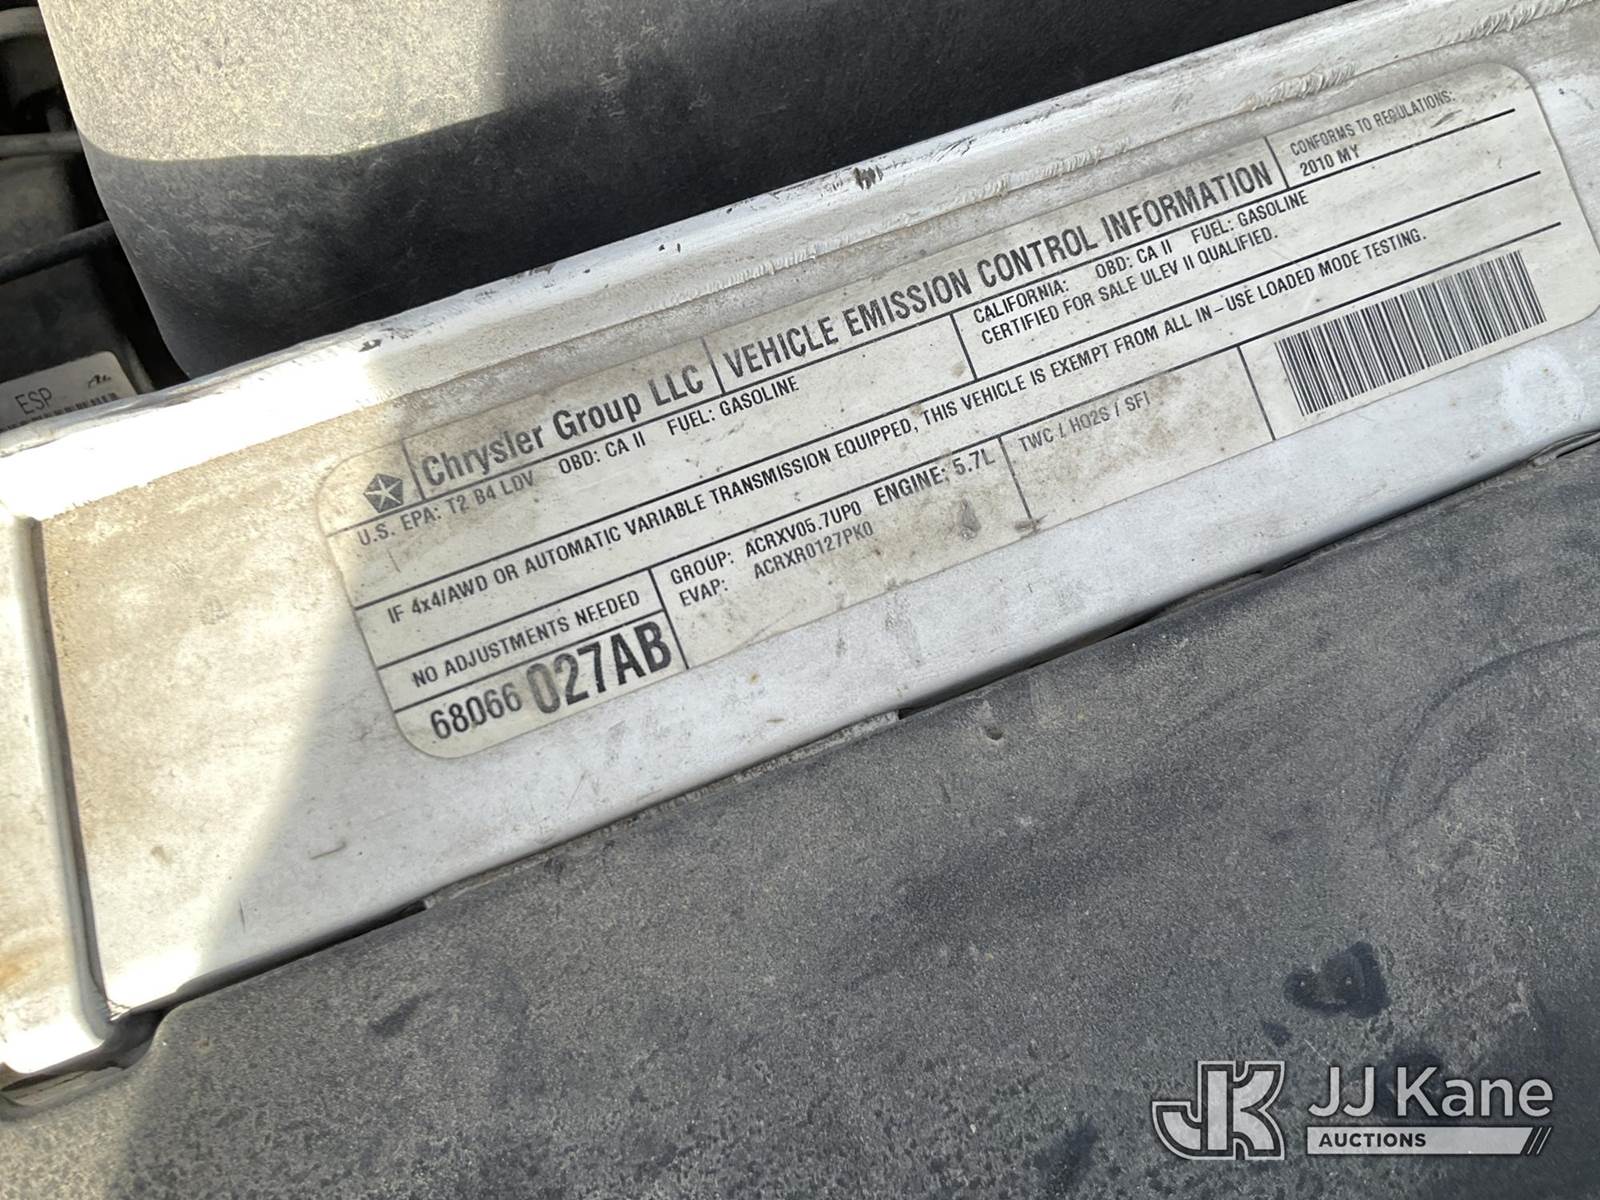 ESP
Chrysler Group LLC VEHICLE EMISSION CONTROL INFORMATION
CONFORMS TO REGULATIONS:
2010 MY
U.S. EPA: T2 B4 LDV OBD: CA II FUEL: GASOLINE
CALIFORNIA: OBD: CA II FUEL: GASOLINE
CERTIFIED FOR SALE ULEV II QUALIFIED.
IF 4x4/AWD OR AUTOMATIC VARIABLE TRANSMISSION EQUIPPED, THIS VEHICLE IS EXEMPT FROM ALL IN-USE LOADED MODE TESTING.
NO ADJUSTMENTS NEEDED
68066 027AB
GROUP: ACRXV05.7UP0 ENGINE: 5.7L
EVAP: ACRXR0127PK0
TWC / HO2S / SFI
JK JJ Kane
AUCTIONS